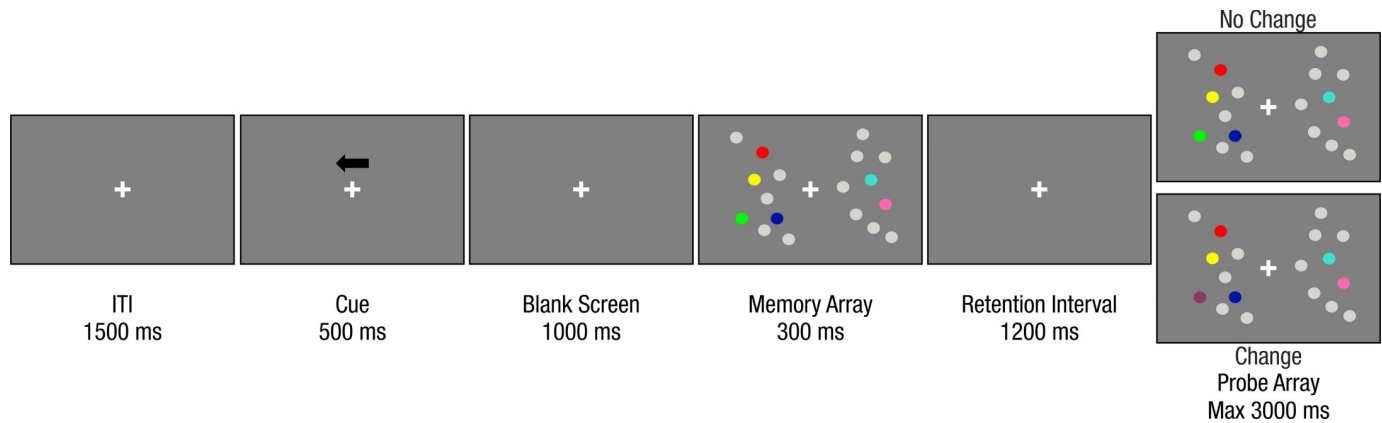 No Change
ITI
1500 ms
Cue
500 ms
Blank Screen
1000 ms
Memory Array
300 ms
Retention Interval
1200 ms
Change
Probe Array
Max 3000 ms